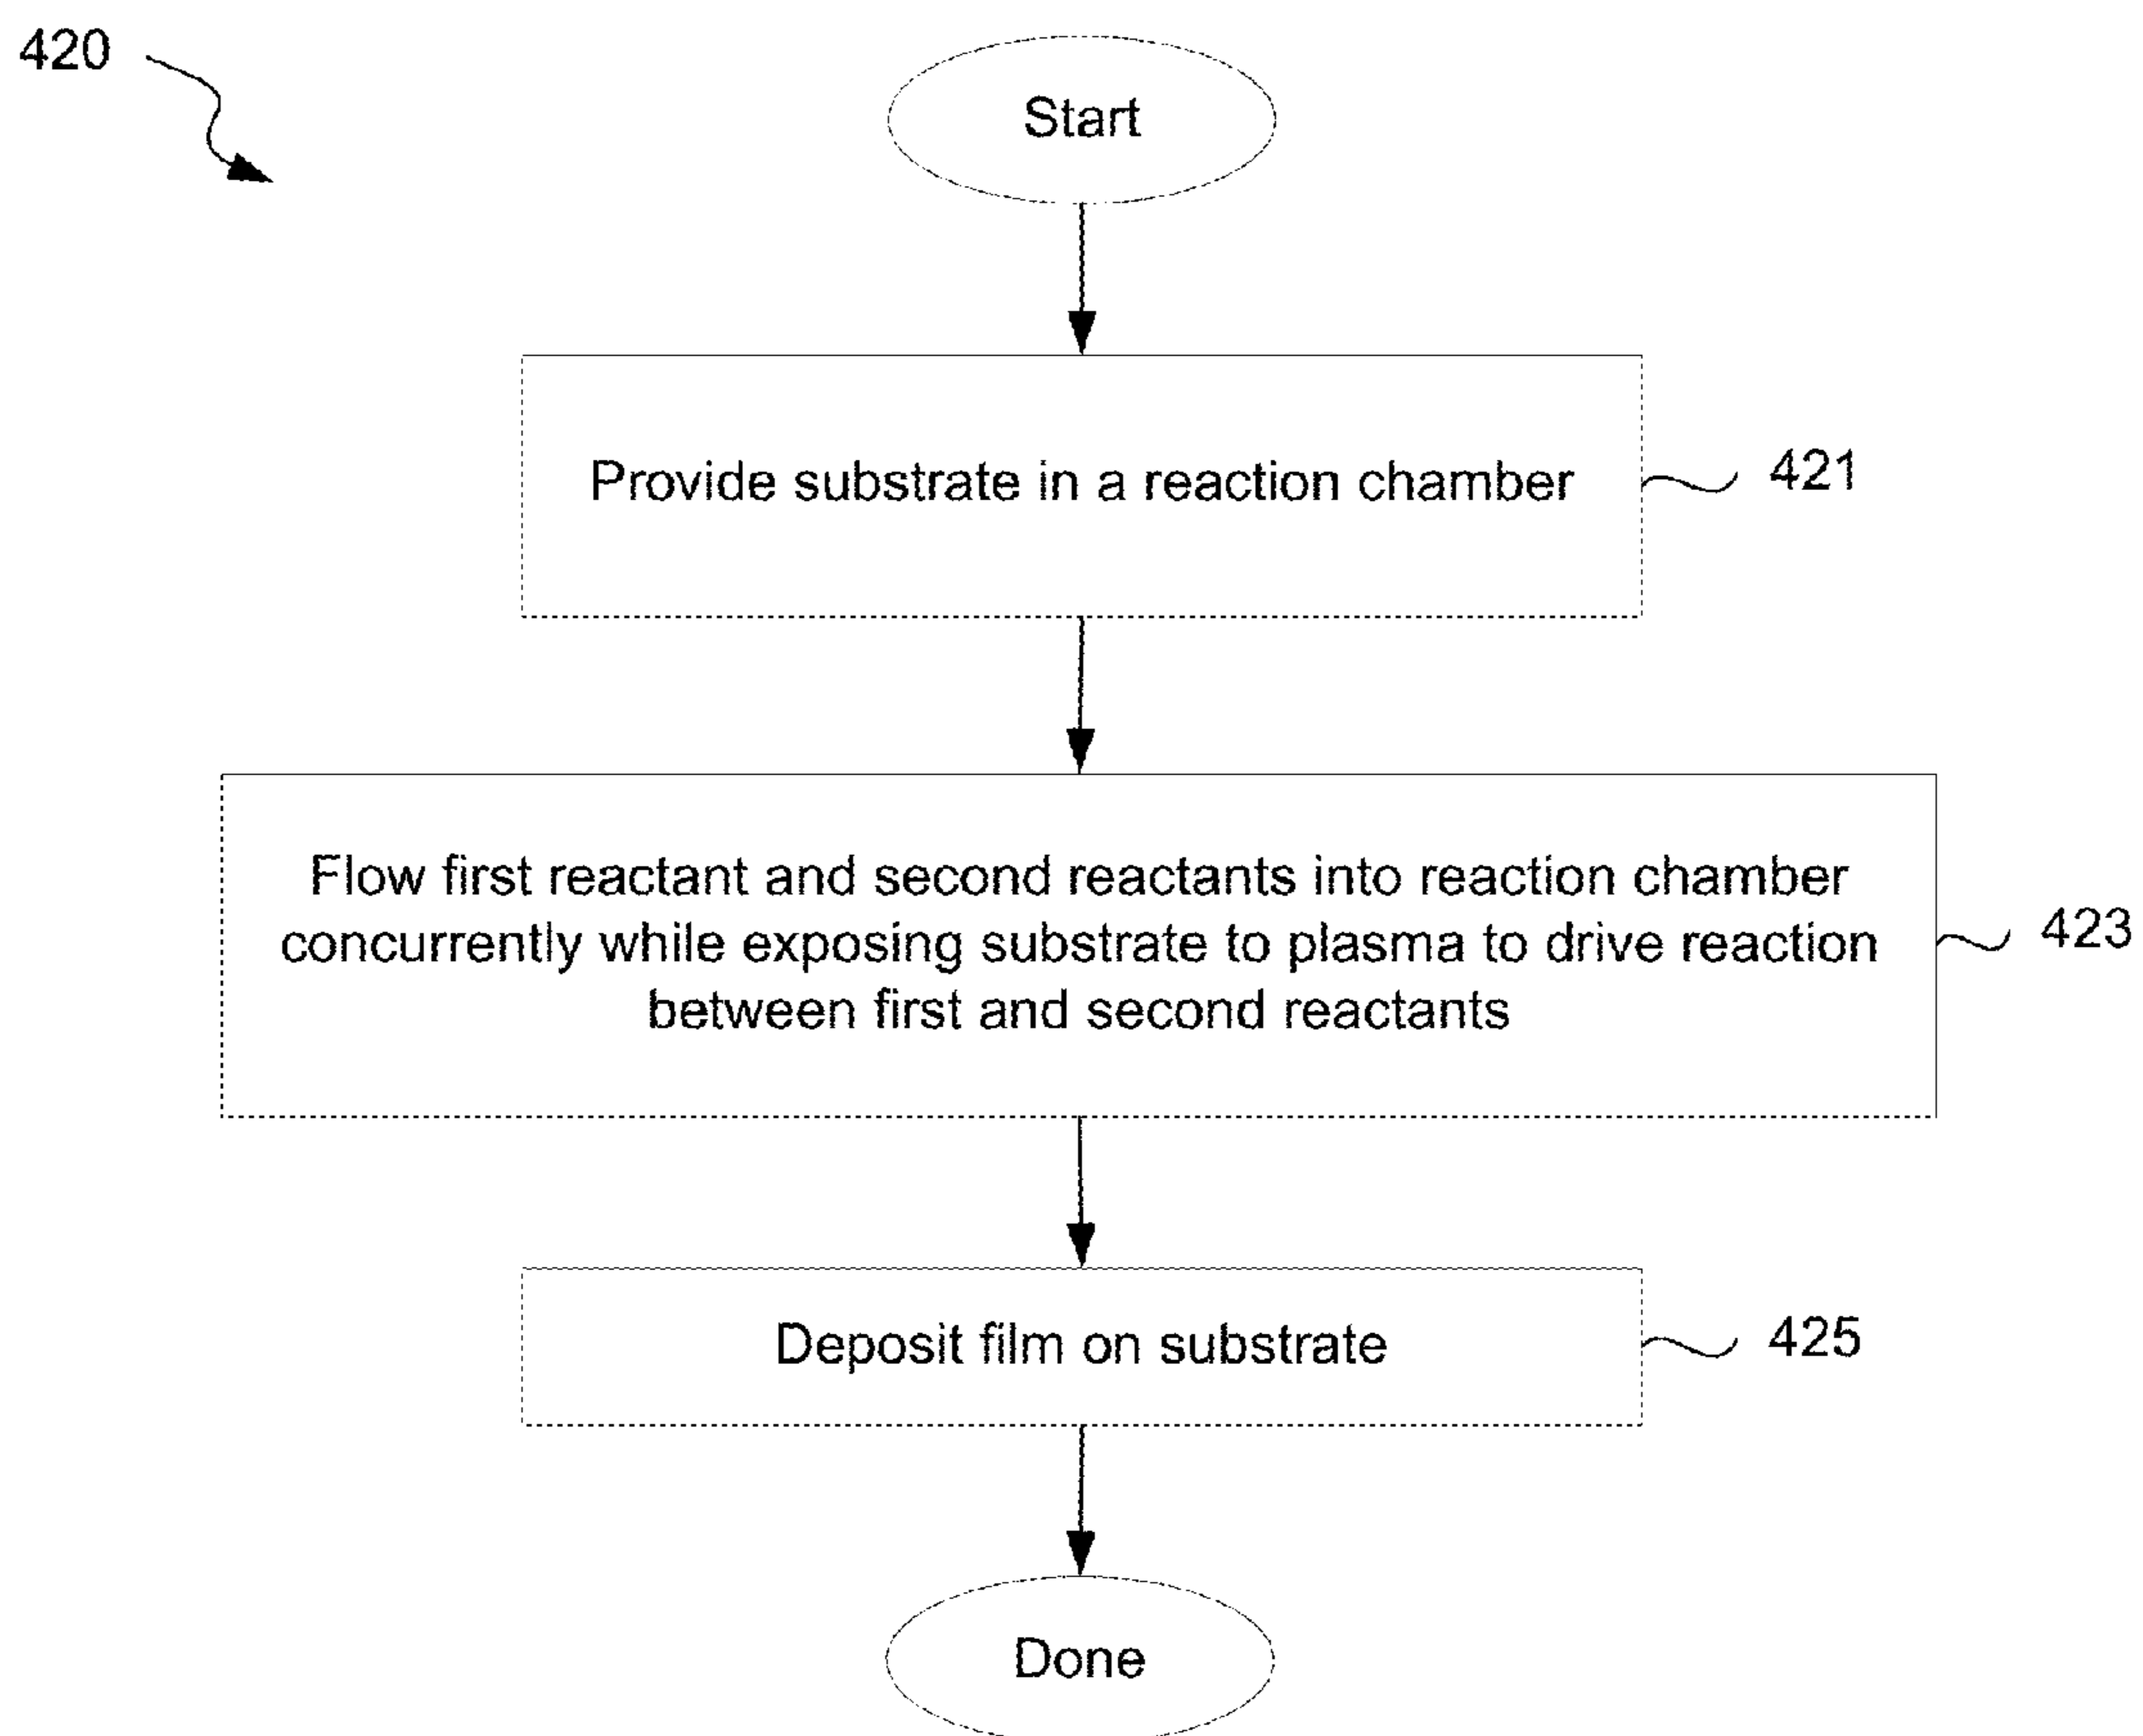 420
Start
Provide substrate in a reaction chamber
421
Flow first reactant and second reactants into reaction chamber
concurrently while exposing substrate to plasma to drive reaction
between first and second reactants
423
Deposit film on substrate
425
Done